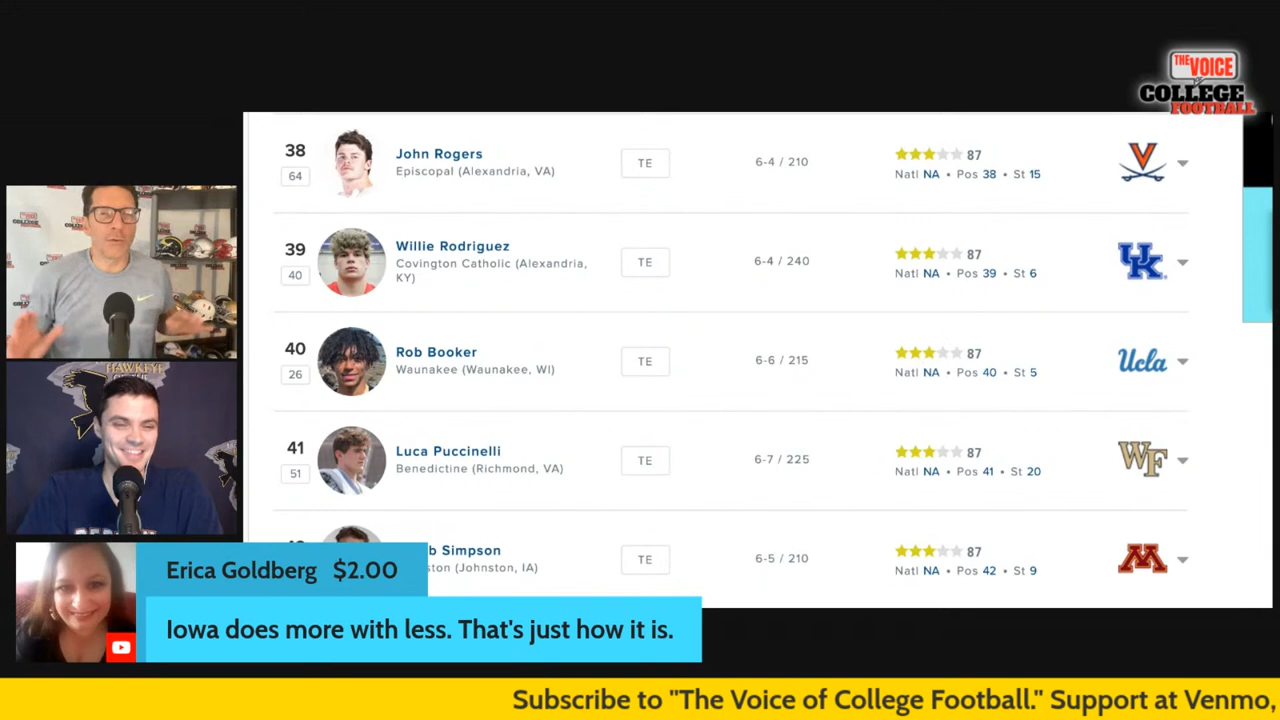 THE VOICE
OF
COLLEGE
FOOTBALL
38
64
John Rogers
Episcopal (Alexandria, VA)
TE
6-4 / 210
87
Natl NA • Pos 38 • St 15
V
39
40
Willie Rodriguez
Covington Catholic (Alexandria,
KY)
TE
6-4 / 240
87
Natl NA • Pos 39 • St 6
UK
40
26
Rob Booker
Waunakee (Waunakee, WI)
TE
6-6 / 215
87
Natl NA • Pos 40 • St 5
Ucla
41
51
Luca Puccinelli
Benedictine (Richmond, VA)
TE
6-7 / 225
87
Natl NA • Pos 41 • St 20
WF
b Simpson
ston (Johnston, IA)
TE
6-5 / 210
87
Natl NA • Pos 42 • St 9
M
HAWKEYE
Erica Goldberg $2.00
Iowa does more with less. That's just how it is.
Subscribe to "The Voice of College Football." Support at Venmo,